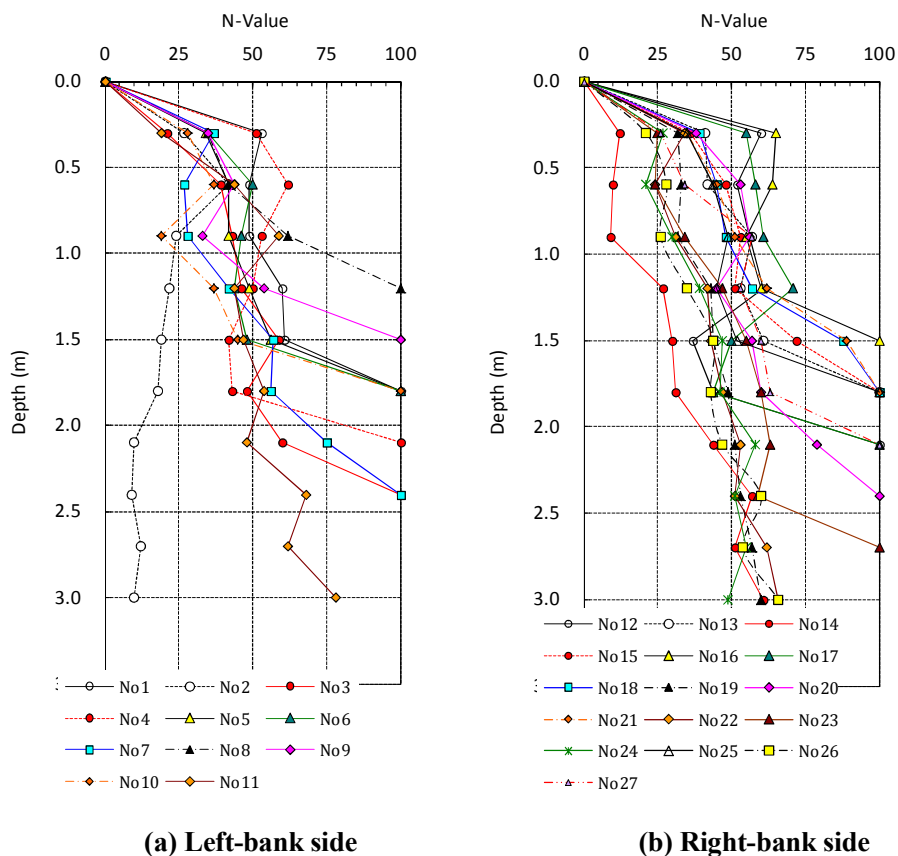 N-Value
0 25 50 75 100
0.0
0.5
1.0
1.5
2.0
2.5
3.0
Depth (m)
No1 No2 No3
No4 No5 No6
No7 No8 No9
No10 No11
(a) Left-bank side
N-Value
0 25 50 75 100
0.0
0.5
1.0
1.5
2.0
2.5
3.0
Depth (m)
No12 No13 No14
No15 No16 No17
No18 No19 No20
No21 No22 No23
No24 No25 No26
No27
(b) Right-bank side